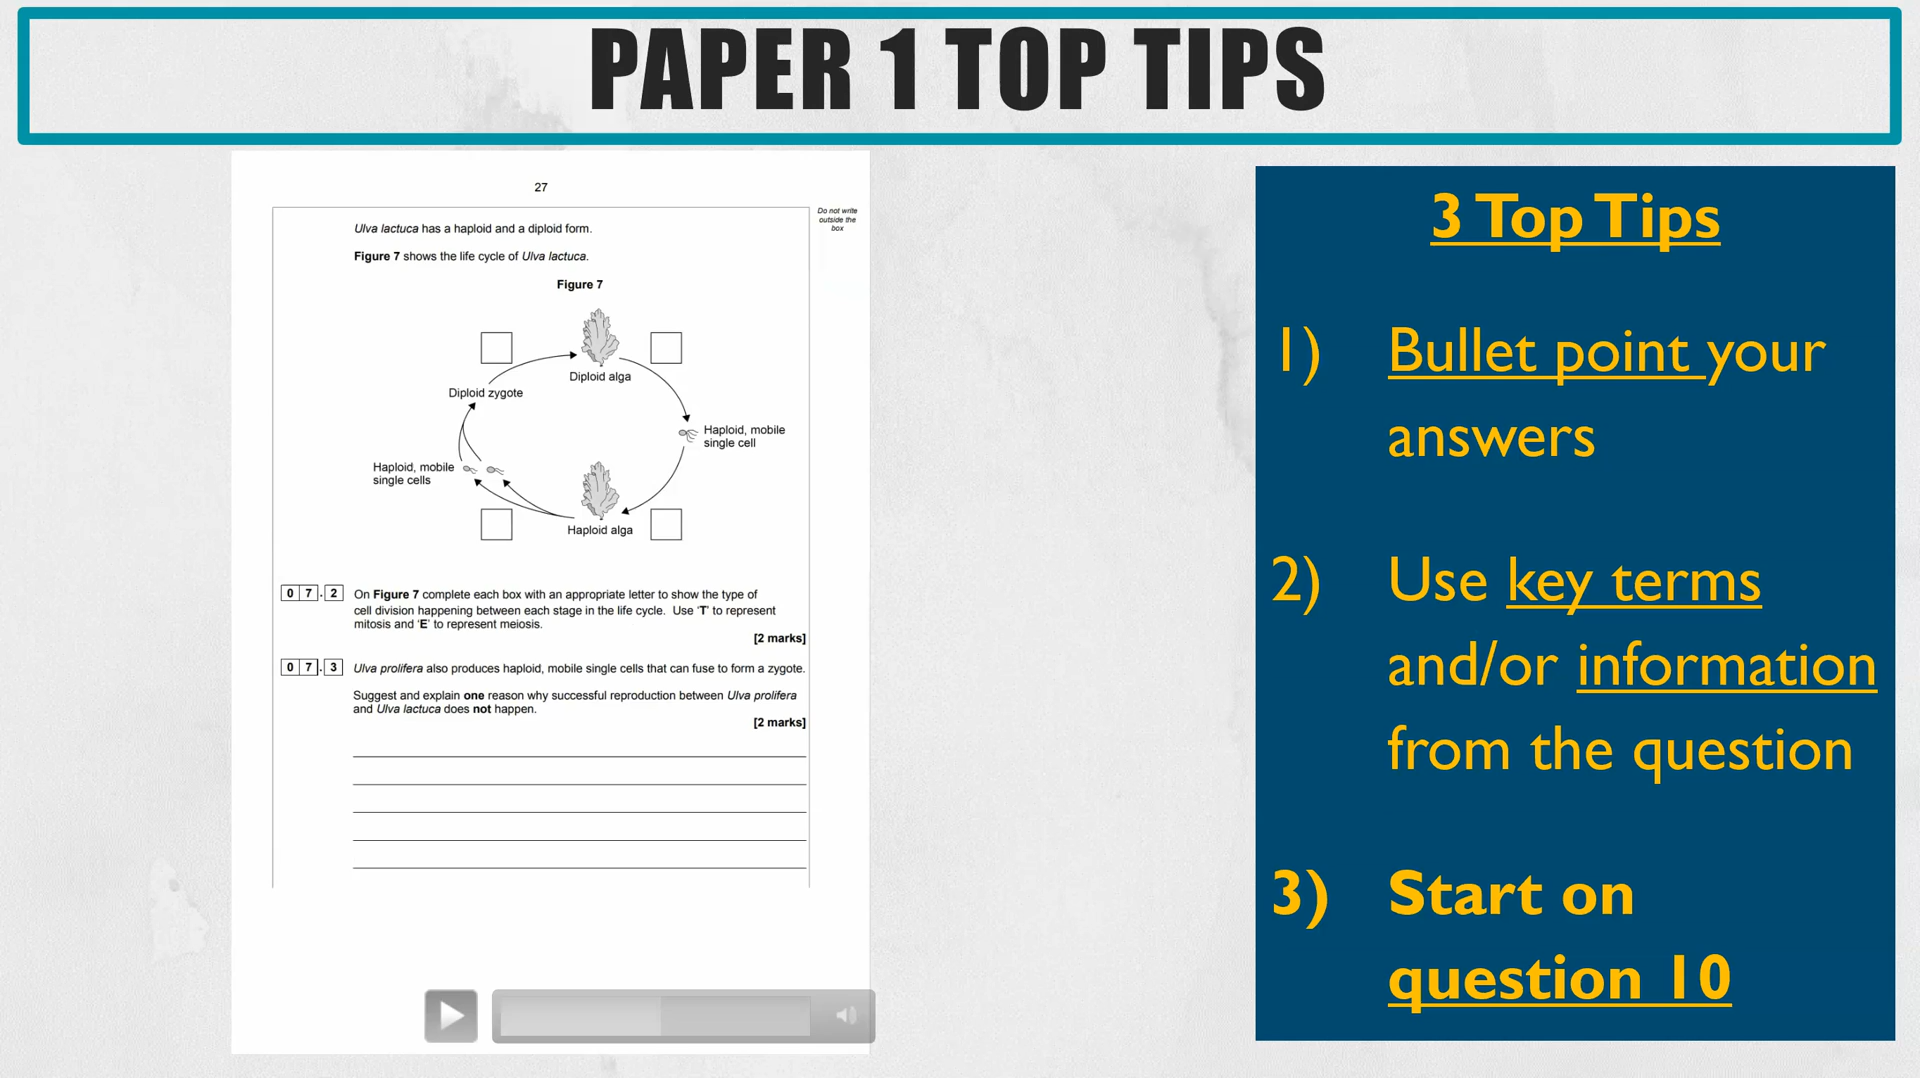 PAPER 1 TOP TIPS
27
Do not write
outside the
box
Ulva lactuca has a haploid and a diploid form.
Figure 7 shows the life cycle of Ulva lactuca.
Figure 7
Diploid alga
Diploid zygote
Haploid, mobile
single cell
Haploid, mobile
single cells
Haploid alga
0 7 . 2 On Figure 7 complete each box with an appropriate letter to show the type of
cell division happening between each stage in the life cycle. Use ‘T’ to represent
mitosis and ‘E’ to represent meiosis.
[2 marks]
0 7 . 3 Ulva prolifera also produces haploid, mobile single cells that can fuse to form a zygote.
Suggest and explain one reason why successful reproduction between Ulva prolifera
and Ulva lactuca does not happen.
[2 marks]
3 Top Tips
1) Bullet point your
answers
2) Use key terms
and/or information
from the question
3) Start on
question 10